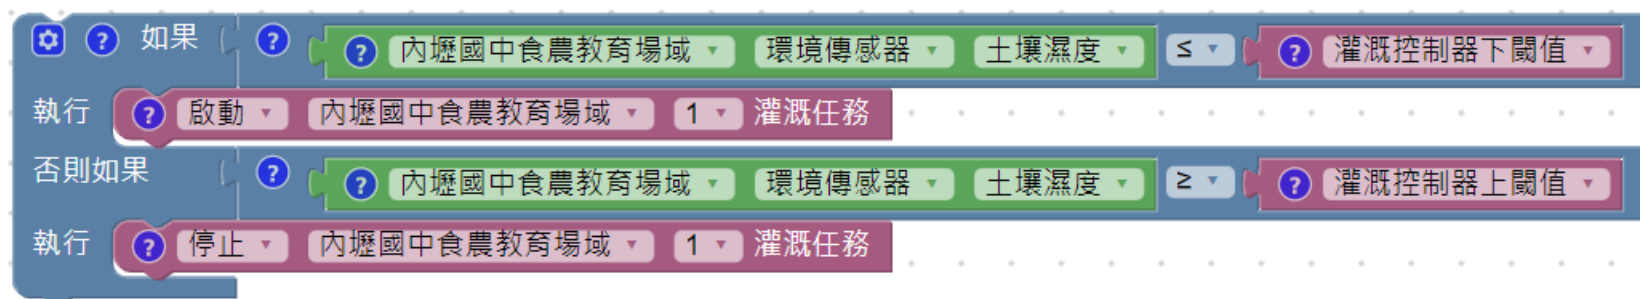 ? 如果 ? ? 內壢國中食農教育場域 環境傳感器 土壤濕度 ≤ ? 灌溉控制器下閾值
執行 ? 啟動 內壢國中食農教育場域 1 灌溉任務
否則如果 ? ? 內壢國中食農教育場域 環境傳感器 土壤濕度 ≥ ? 灌溉控制器上閾值
執行 ? 停止 內壢國中食農教育場域 1 灌溉任務